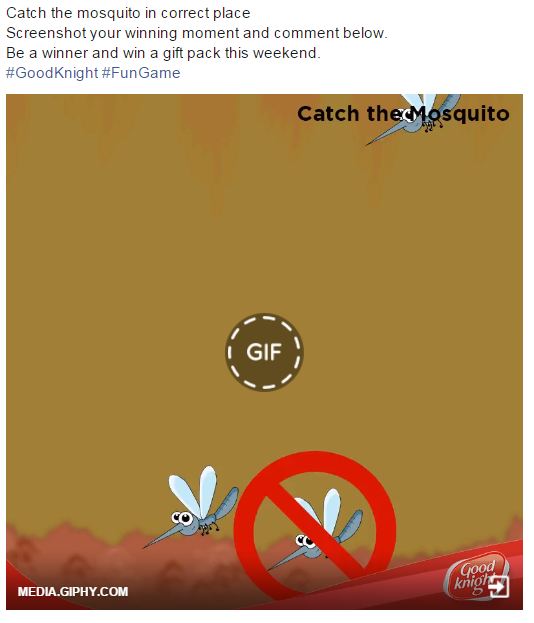 Catch the mosquito in correct place
Screenshot your winning moment and comment below.
Be a winner and win a gift pack this weekend.
#GoodKnight #FunGame
Catch the Mosquito
GIF
Good
knight
MEDIA.GIPHY.COM